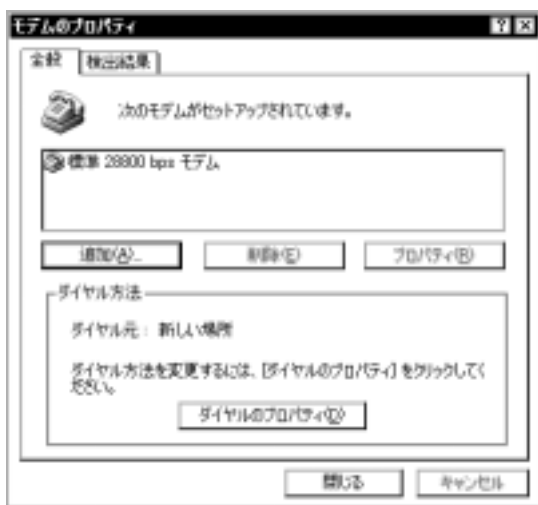 モデムのプロパティ
全般 検出結果
次のモデムがセットアップされています。
標準 28800 bps モデム
追加(A)... 削除(E) プロパティ(R)
ダイヤル方法
ダイヤル元： 新しい場所
ダイヤル方法を変更するには、[ダイヤルのプロパティ] をクリックしてく
ださい。
ダイヤルのプロパティ(D)
閉じる キャンセル